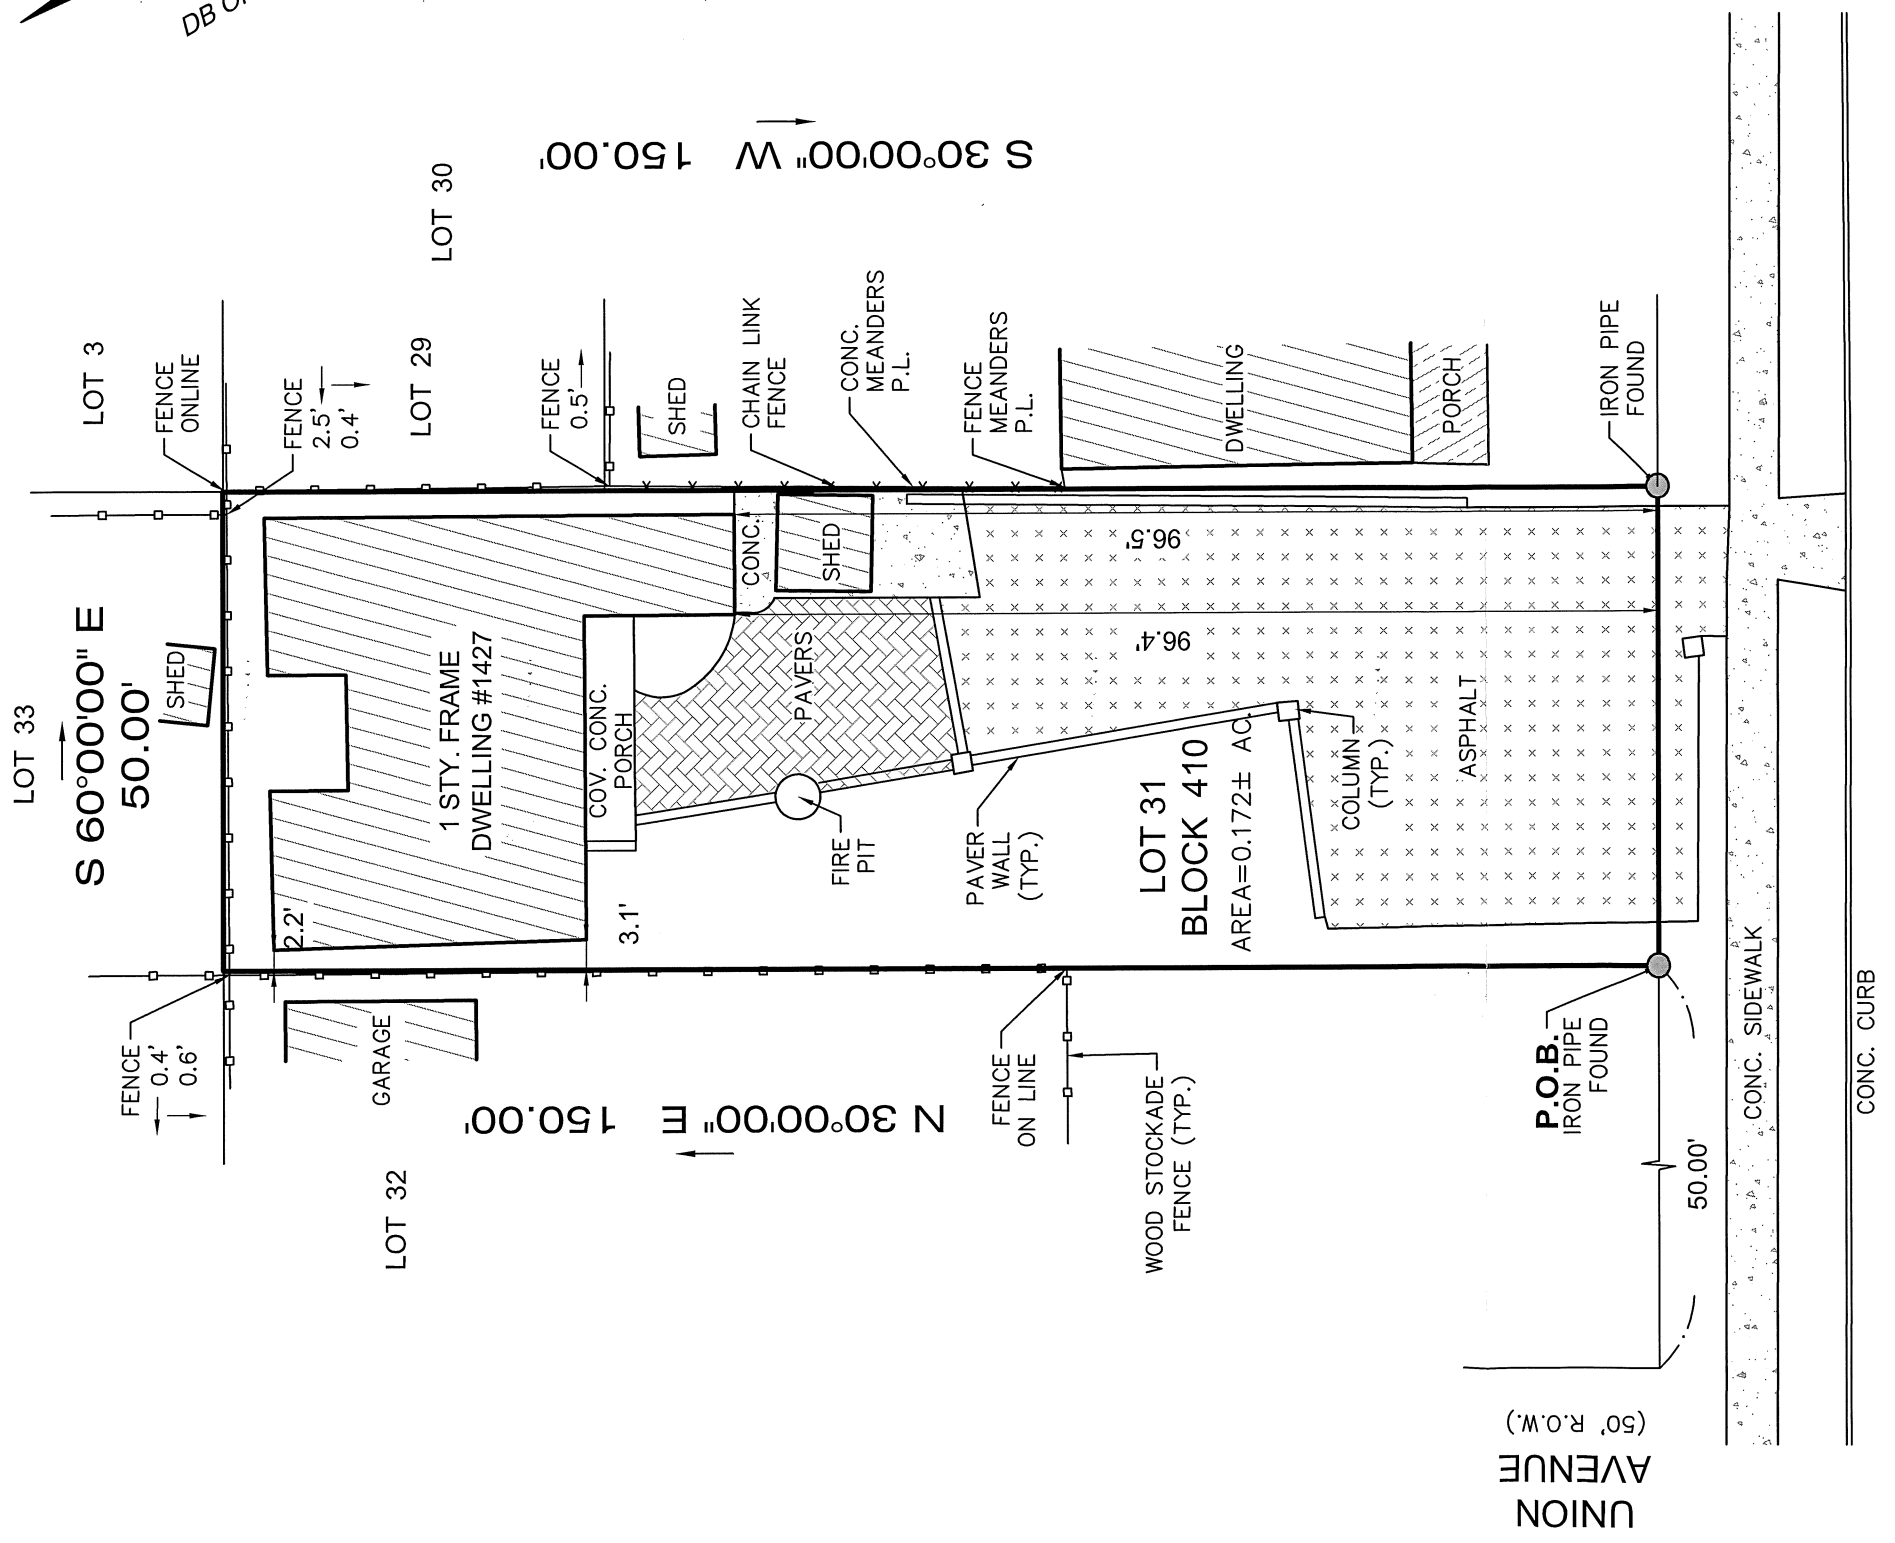 DB
S 30°00'00" W 150.00'
LOT 30
LOT 3
FENCE
ONLINE
FENCE
2.5'
0.4'
LOT 29
FENCE
0.5'
SHED
CHAIN LINK
FENCE
CONC.
MEANDERS
P.L.
FENCE
MEANDERS
P.L.
DWELLING
PORCH
IRON PIPE
FOUND
LOT 33
S 60°00'00" E
50.00'
SHED
1 STY. FRAME
DWELLING #1427
COV. CONC.
PORCH
CONC.
SHED
PAVERS
96.5'
96.4'
2.2'
3.1'
FIRE
PIT
PAVER
WALL
(TYP.)
LOT 31
BLOCK 410
AREA=0.172± AC.
COLUMN
(TYP.)
ASPHALT
FENCE
0.4'
0.6'
GARAGE
N 30°00'00" E 150.00'
LOT 32
FENCE
ON LINE
WOOD STOCKADE
FENCE (TYP.)
P.O.B.
IRON PIPE
FOUND
50.00'
CONC. SIDEWALK
CONC. CURB
UNION
AVENUE
(50' R.O.W.)